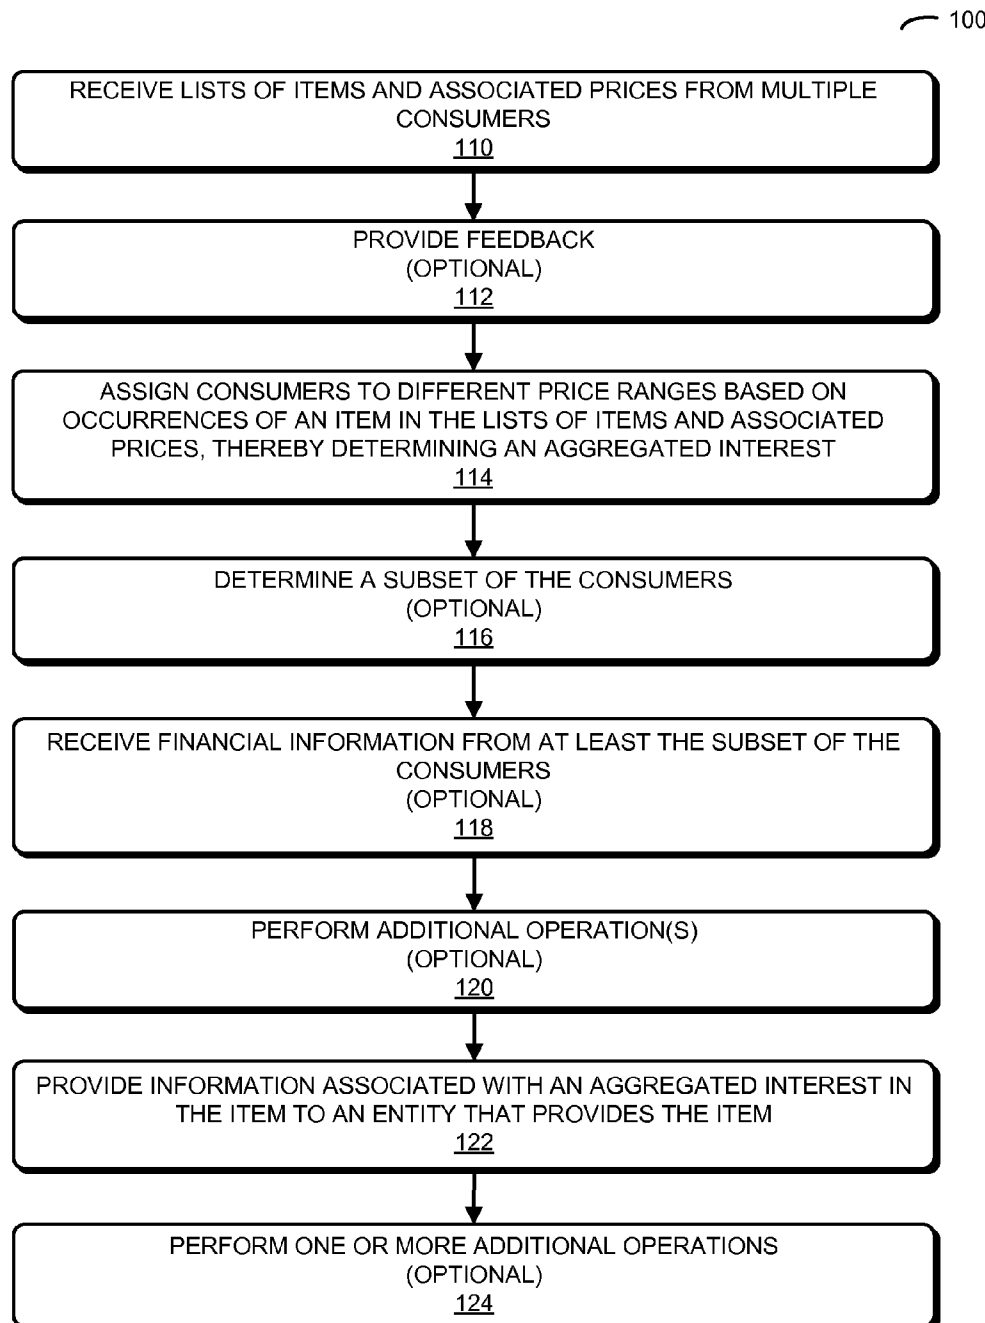 100
RECEIVE LISTS OF ITEMS AND ASSOCIATED PRICES FROM MULTIPLE
CONSUMERS
110
PROVIDE FEEDBACK
(OPTIONAL)
112
ASSIGN CONSUMERS TO DIFFERENT PRICE RANGES BASED ON
OCCURRENCES OF AN ITEM IN THE LISTS OF ITEMS AND ASSOCIATED
PRICES, THEREBY DETERMINING AN AGGREGATED INTEREST
114
DETERMINE A SUBSET OF THE CONSUMERS
(OPTIONAL)
116
RECEIVE FINANCIAL INFORMATION FROM AT LEAST THE SUBSET OF THE
CONSUMERS
(OPTIONAL)
118
PERFORM ADDITIONAL OPERATION(S)
(OPTIONAL)
120
PROVIDE INFORMATION ASSOCIATED WITH AN AGGREGATED INTEREST IN
THE ITEM TO AN ENTITY THAT PROVIDES THE ITEM
122
PERFORM ONE OR MORE ADDITIONAL OPERATIONS
(OPTIONAL)
124